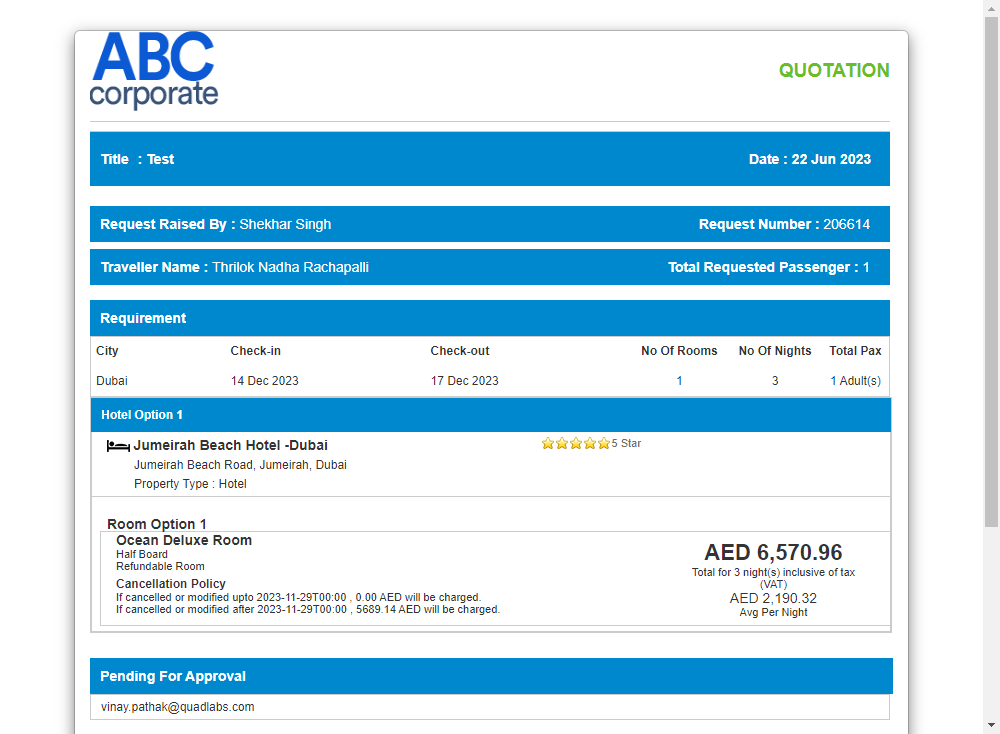 ABC
corporate
QUOTATION
Title : Test
Date : 22 Jun 2023
Request Raised By : Shekhar Singh
Request Number : 206614
Traveller Name : Thrilok Nadha Rachapalli
Total Requested Passenger : 1
Requirement
City Check-in Check-out No Of Rooms No Of Nights Total Pax
Dubai 14 Dec 2023 17 Dec 2023 1 3 1 Adult(s)
Hotel Option 1
Jumeirah Beach Hotel -Dubai
5 Star
Jumeirah Beach Road, Jumeirah, Dubai
Property Type : Hotel
Room Option 1
Ocean Deluxe Room
Half Board
Refundable Room
Cancellation Policy
If cancelled or modified upto 2023-11-29T00:00 , 0.00 AED will be charged.
If cancelled or modified after 2023-11-29T00:00 , 5689.14 AED will be charged.
AED 6,570.96
Total for 3 night(s) inclusive of tax
(VAT)
AED 2,190.32
Avg Per Night
Pending For Approval
vinay.pathak@quadlabs.com